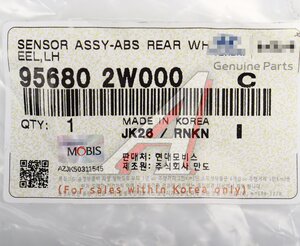 SENSOR ASSY-ABS REAR WH
EEL,LH
Genuine Parts
95680 2W000 C
QTY: 1 MADE IN KOREA
JK26 RNKN I
MOBIS
판매처: 현대모비스
제조원: 주식회사 만도
(For sales within Korea only)